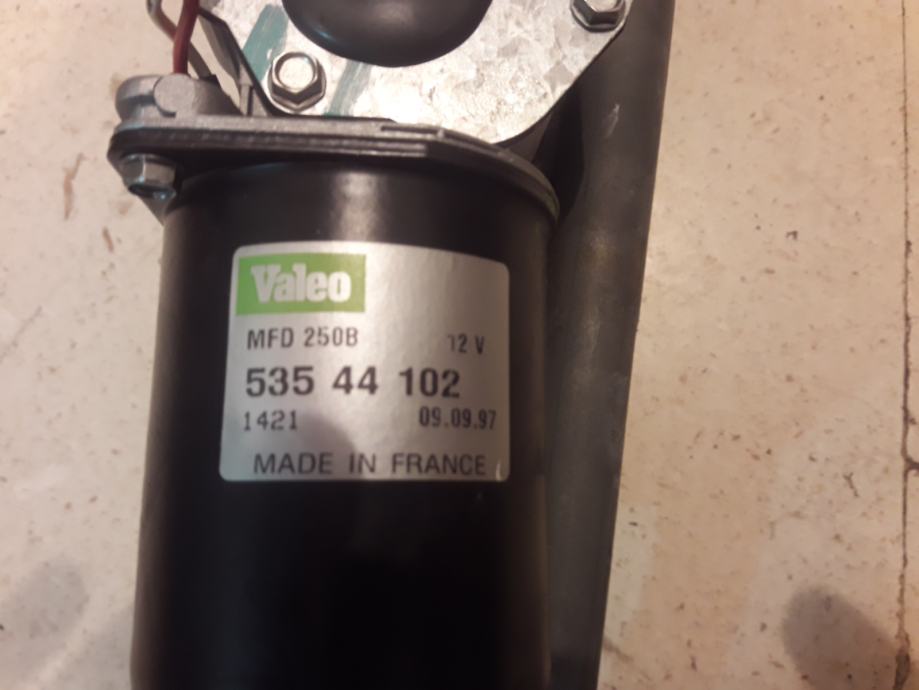 Valeo
MFD 250B 12 V
535 44 102
1421 09.09.97
MADE IN FRANCE